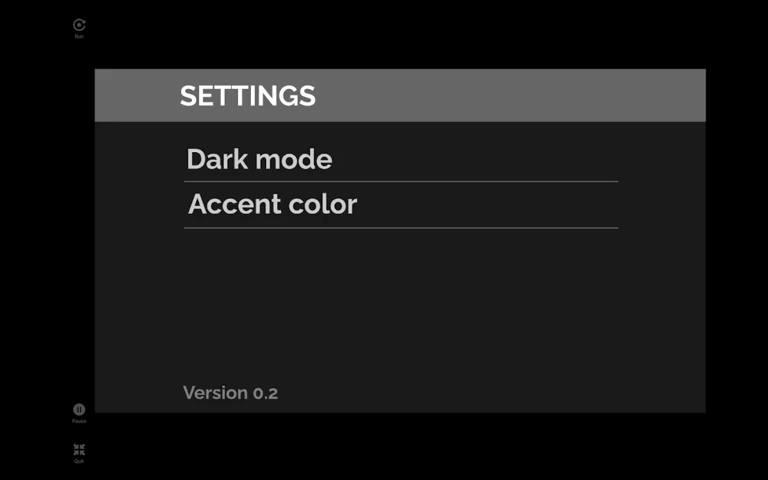 Run
SETTINGS
Dark mode
Accent color
Version 0.2
Pause
Quit